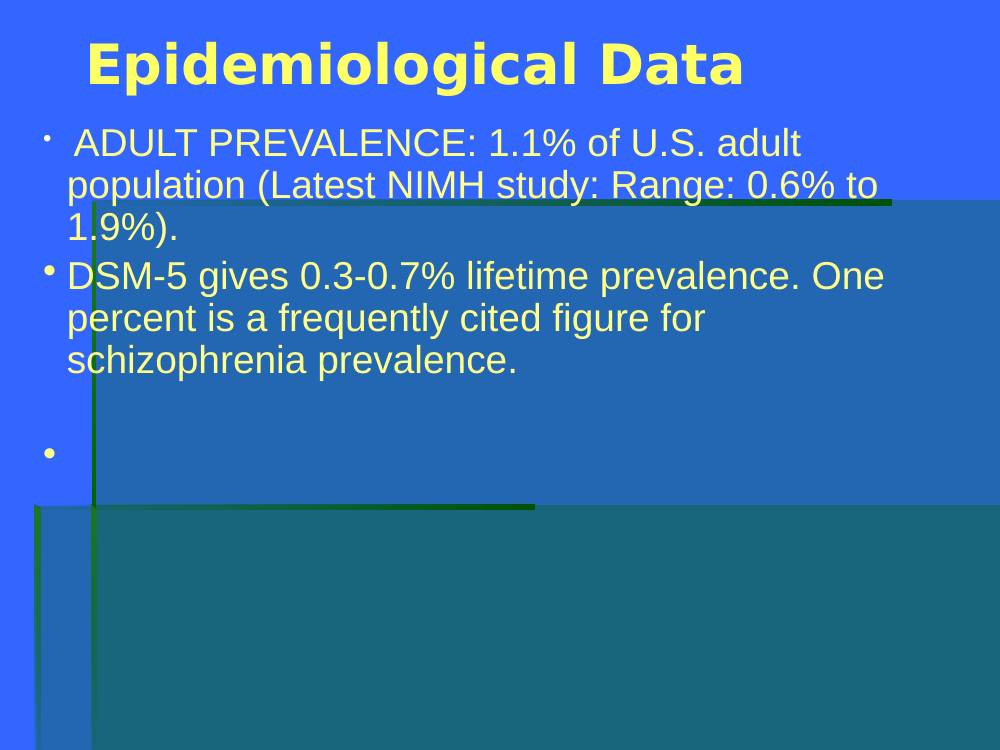 Epidemiological Data
• ADULT PREVALENCE: 1.1% of U.S. adult
population (Latest NIMH study: Range: 0.6% to
1.9%).
• DSM-5 gives 0.3-0.7% lifetime prevalence. One
percent is a frequently cited figure for
schizophrenia prevalence.
•